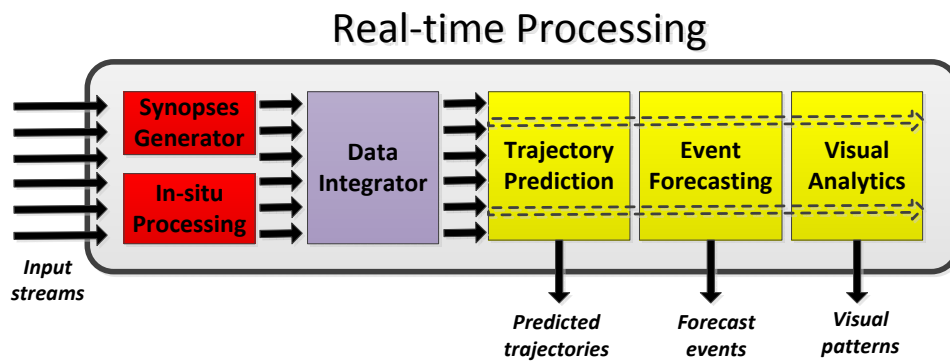 Real-time Processing
Synopses
Generator
In-situ
Processing
Data
Integrator
Trajectory
Prediction
Event
Forecasting
Visual
Analytics
Input
streams
Predicted
trajectories
Forecast
events
Visual
patterns